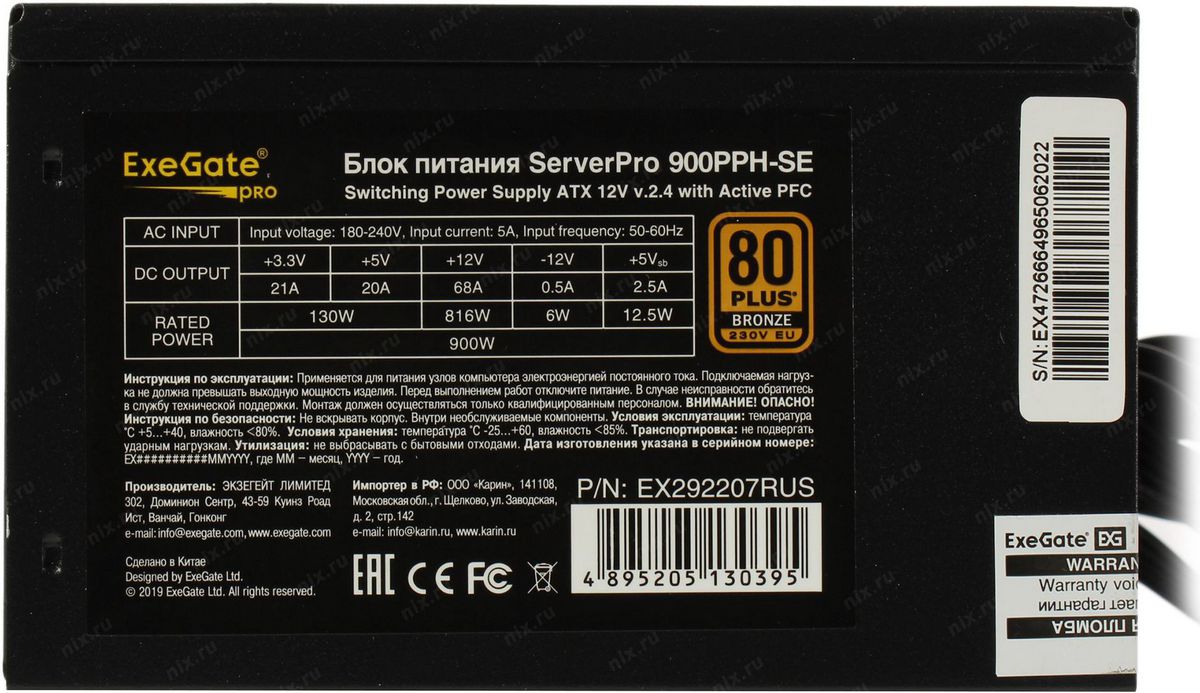 ExeGate®
PRO
Блок питания ServerPro 900PPH-SE
Switching Power Supply ATX 12V v.2.4 with Active PFC
AC INPUT Input voltage: 180-240V, Input current: 5A, Input frequency: 50-60Hz
DC OUTPUT +3.3V +5V +12V -12V +5Vsb
21A 20A 68A 0.5A 2.5A
RATED POWER 130W 816W 6W 12.5W
900W
80
PLUS®
BRONZE
230V EU
Инструкция по эксплуатации: Применяется для питания узлов компьютера электроэнергией постоянного тока. Подключаемая нагруз-
ка не должна превышать выходную мощность изделия. Перед выполнением работ отключите питание. В случае неисправности обратитесь
в службу технической поддержки. Монтаж должен осуществляться только квалифицированным персоналом. ВНИМАНИЕ! ОПАСНО!
Инструкция по безопасности: Не вскрывать корпус. Внутри необслуживаемые компоненты. Условия эксплуатации: температура
°C +5...+40, влажность <80%. Условия хранения: температура °C -25...+60, влажность <85%. Транспортировка: не подвергать
ударным нагрузкам. Утилизация: не выбрасывать с бытовыми отходами. Дата изготовления указана в серийном номере:
EX##########MMYYYY, где MM – месяц, YYYY – год.
Производитель: ЭКЗЕГЕЙТ ЛИМИТЕД
302, Доминион Сентр, 43-59 Куинз Роад
Ист, Ванчай, Гонконг
e-mail: info@exegate.com, www.exegate.com
Импортер в РФ: ООО «Карин», 141108,
Московская обл., г. Щелково, ул. Заводская,
д. 2, стр.142
e-mail: info@karin.ru, www.karin.ru
Сделано в Китае
Designed by ExeGate Ltd.
© 2019 ExeGate Ltd. All rights reserved.
EAC CE FC
P/N: EX292207RUS
4 895205 130395
S/N: EX4726664965062022
ExeGate® EG
WARRAN
Warranty voi
ает гарантии
Я ПЛОМБА
nix.ru